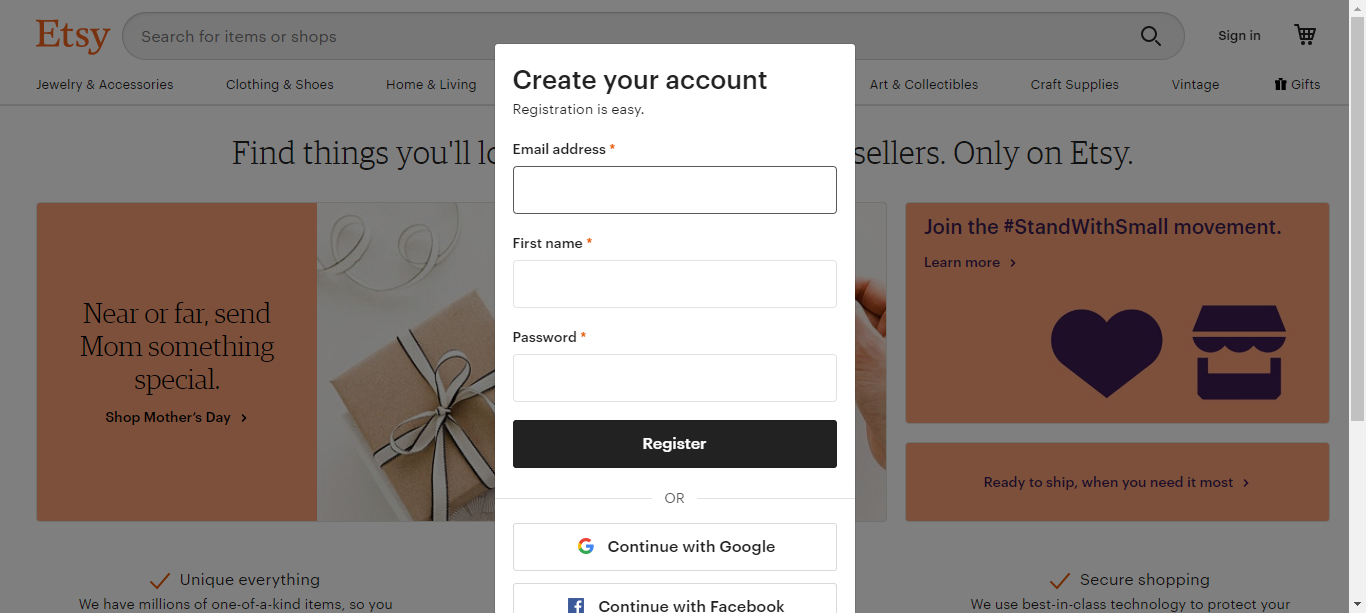 Etsy
Search for items or shops
Sign in
Jewelry & Accessories
Clothing & Shoes
Home & Living
Art & Collectibles
Craft Supplies
Vintage
Gifts
Find things you'll lo
sellers. Only on Etsy.
Create your account
Registration is easy.
Email address *
First name *
Password *
Register
OR
Continue with Google
Continue with Facebook
Near or far, send
Mom something
special.
Shop Mother's Day
Join the #StandWithSmall movement.
Learn more
Ready to ship, when you need it most
Unique everything
We have millions of one-of-a-kind items, so you
Secure shopping
We use best-in-class technology to protect your